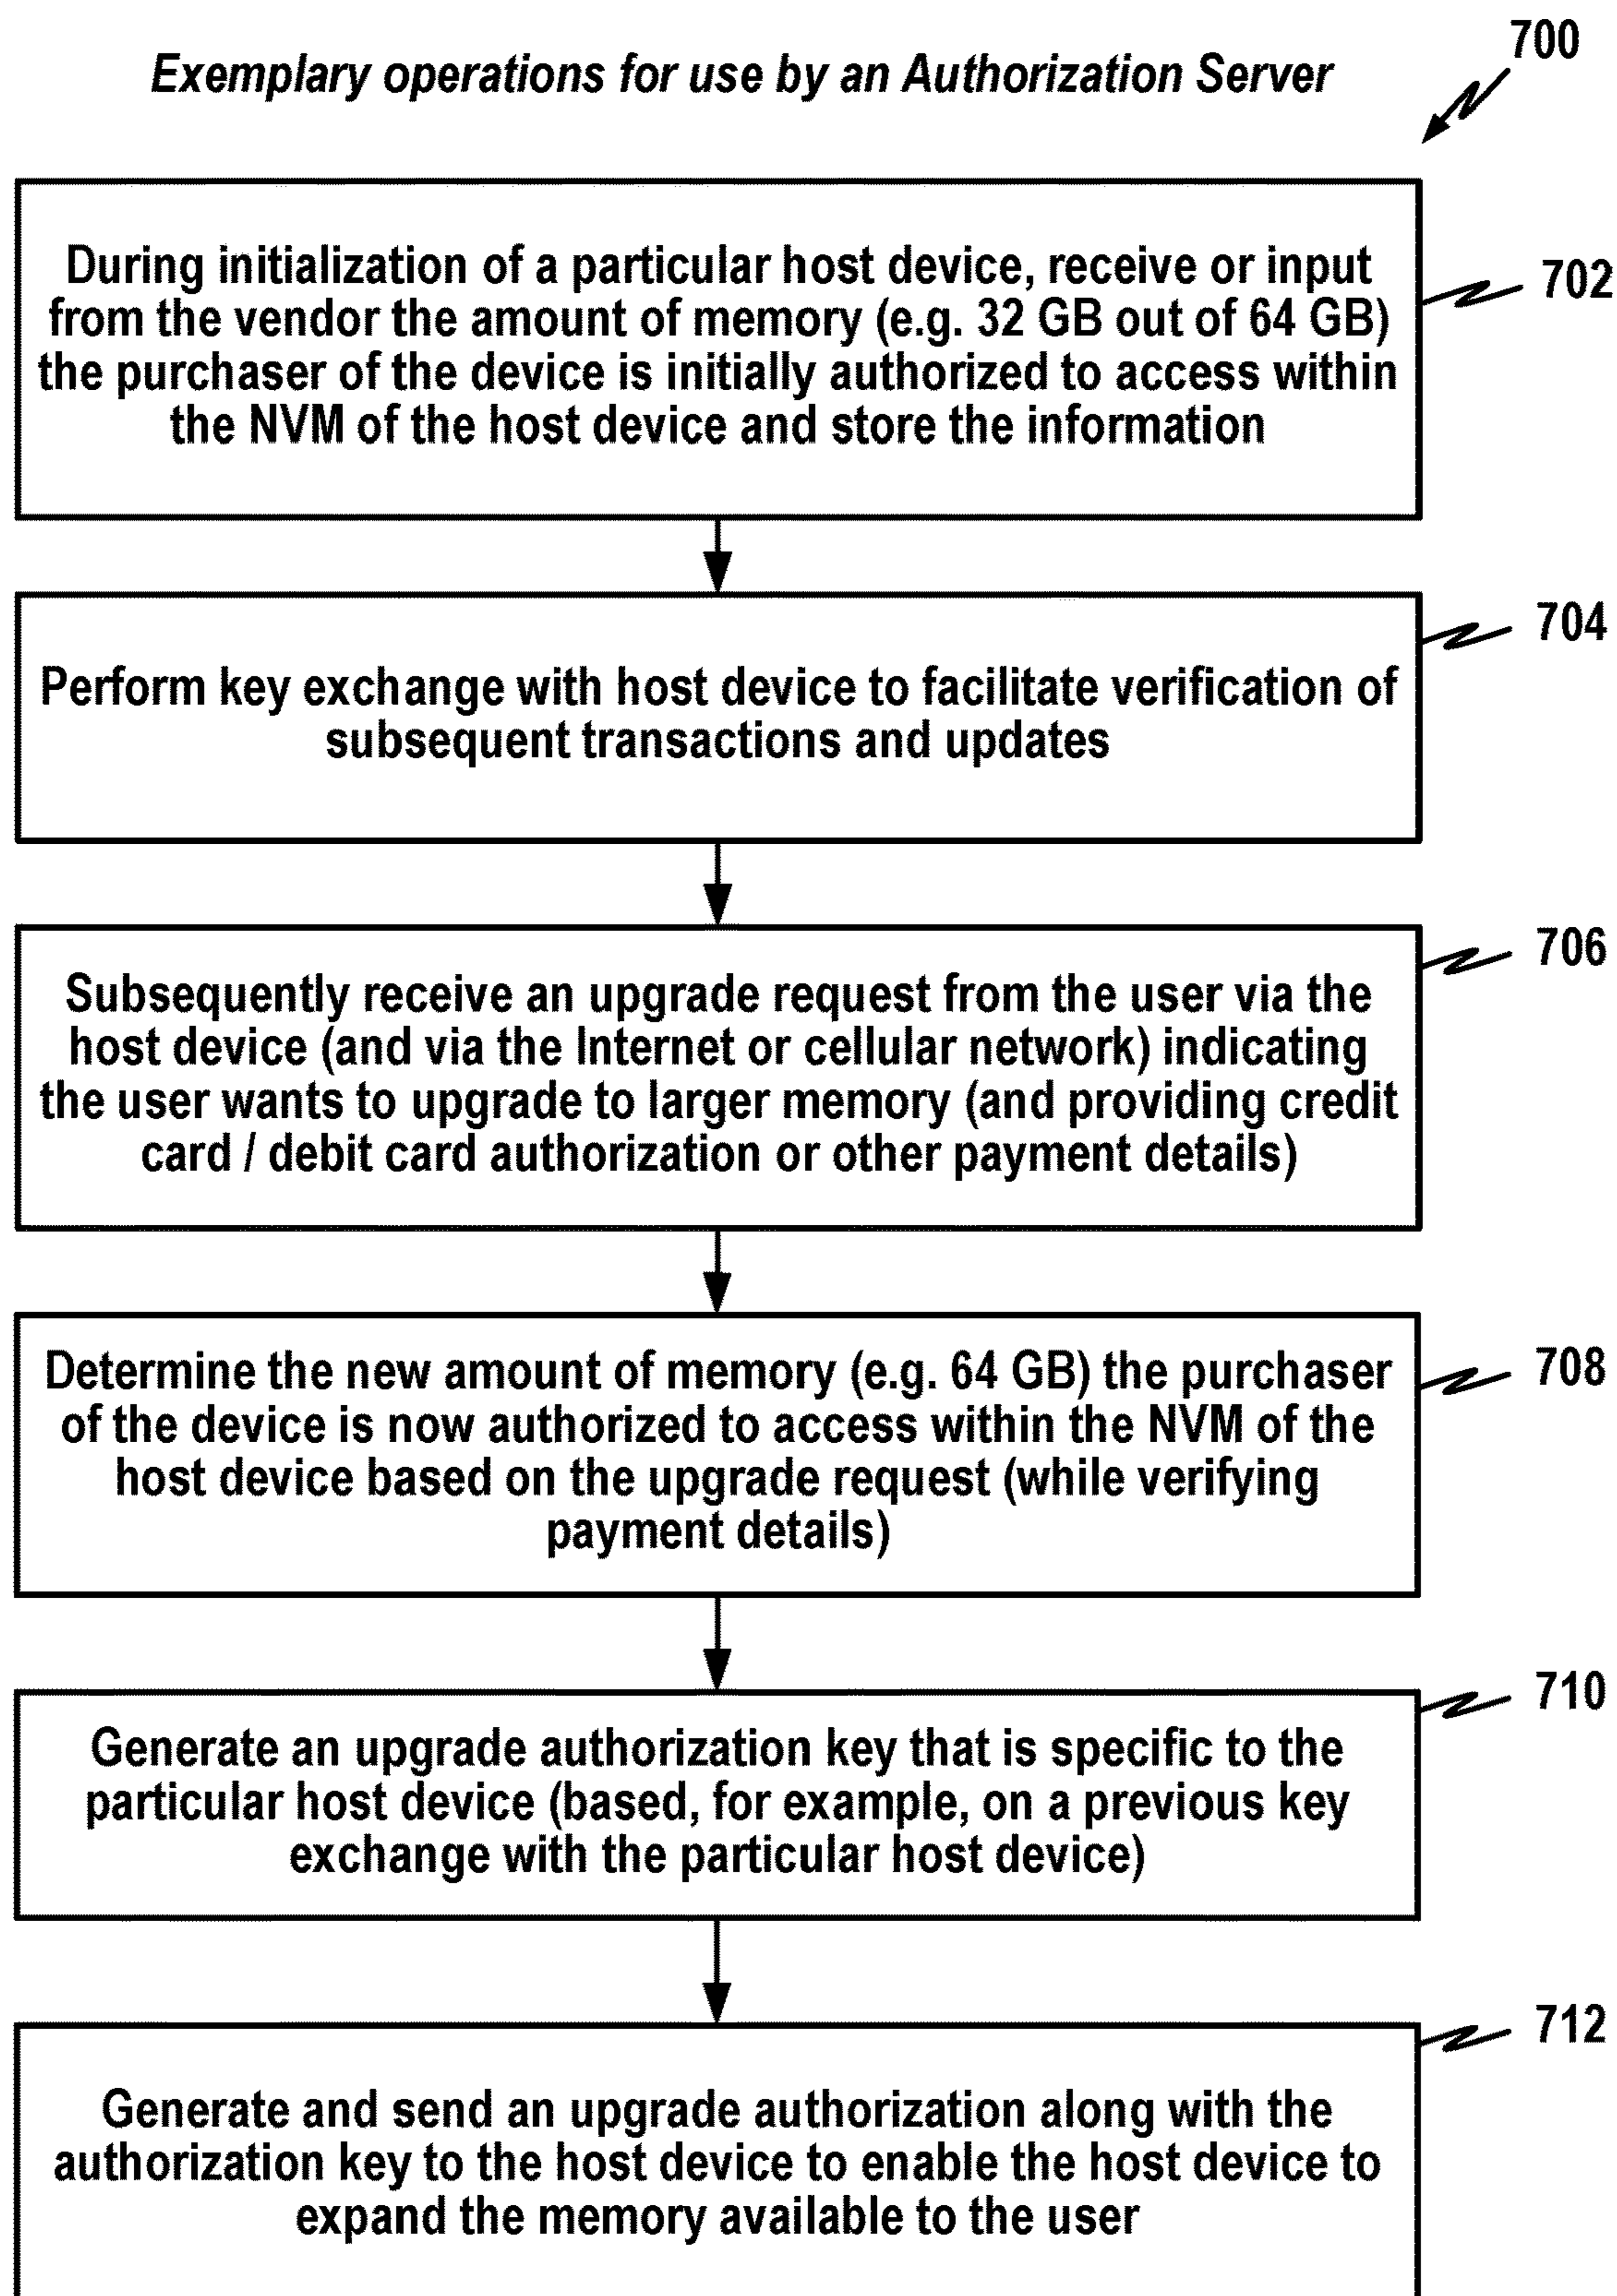 700
Exemplary operations for use by an Authorization Server
During initialization of a particular host device, receive or input
from the vendor the amount of memory (e.g. 32 GB out of 64 GB)
the purchaser of the device is initially authorized to access within
the NVM of the host device and store the information
702
Perform key exchange with host device to facilitate verification of
subsequent transactions and updates
704
Subsequently receive an upgrade request from the user via the
host device (and via the Internet or cellular network) indicating
the user wants to upgrade to larger memory (and providing credit
card / debit card authorization or other payment details)
706
Determine the new amount of memory (e.g. 64 GB) the purchaser
of the device is now authorized to access within the NVM of the
host device based on the upgrade request (while verifying
payment details)
708
Generate an upgrade authorization key that is specific to the
particular host device (based, for example, on a previous key
exchange with the particular host device)
710
Generate and send an upgrade authorization along with the
authorization key to the host device to enable the host device to
expand the memory available to the user
712